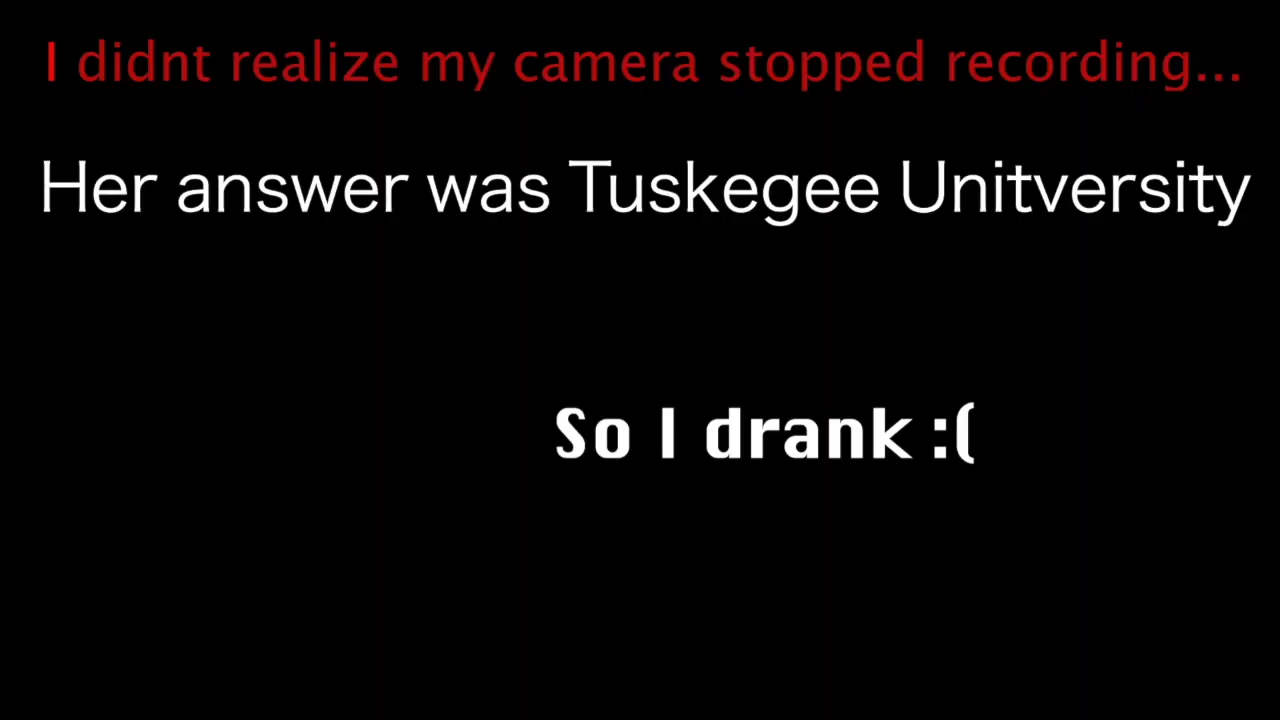 I didnt realize my camera stopped recording...
Her answer was Tuskegee Unitversity
So I drank :(